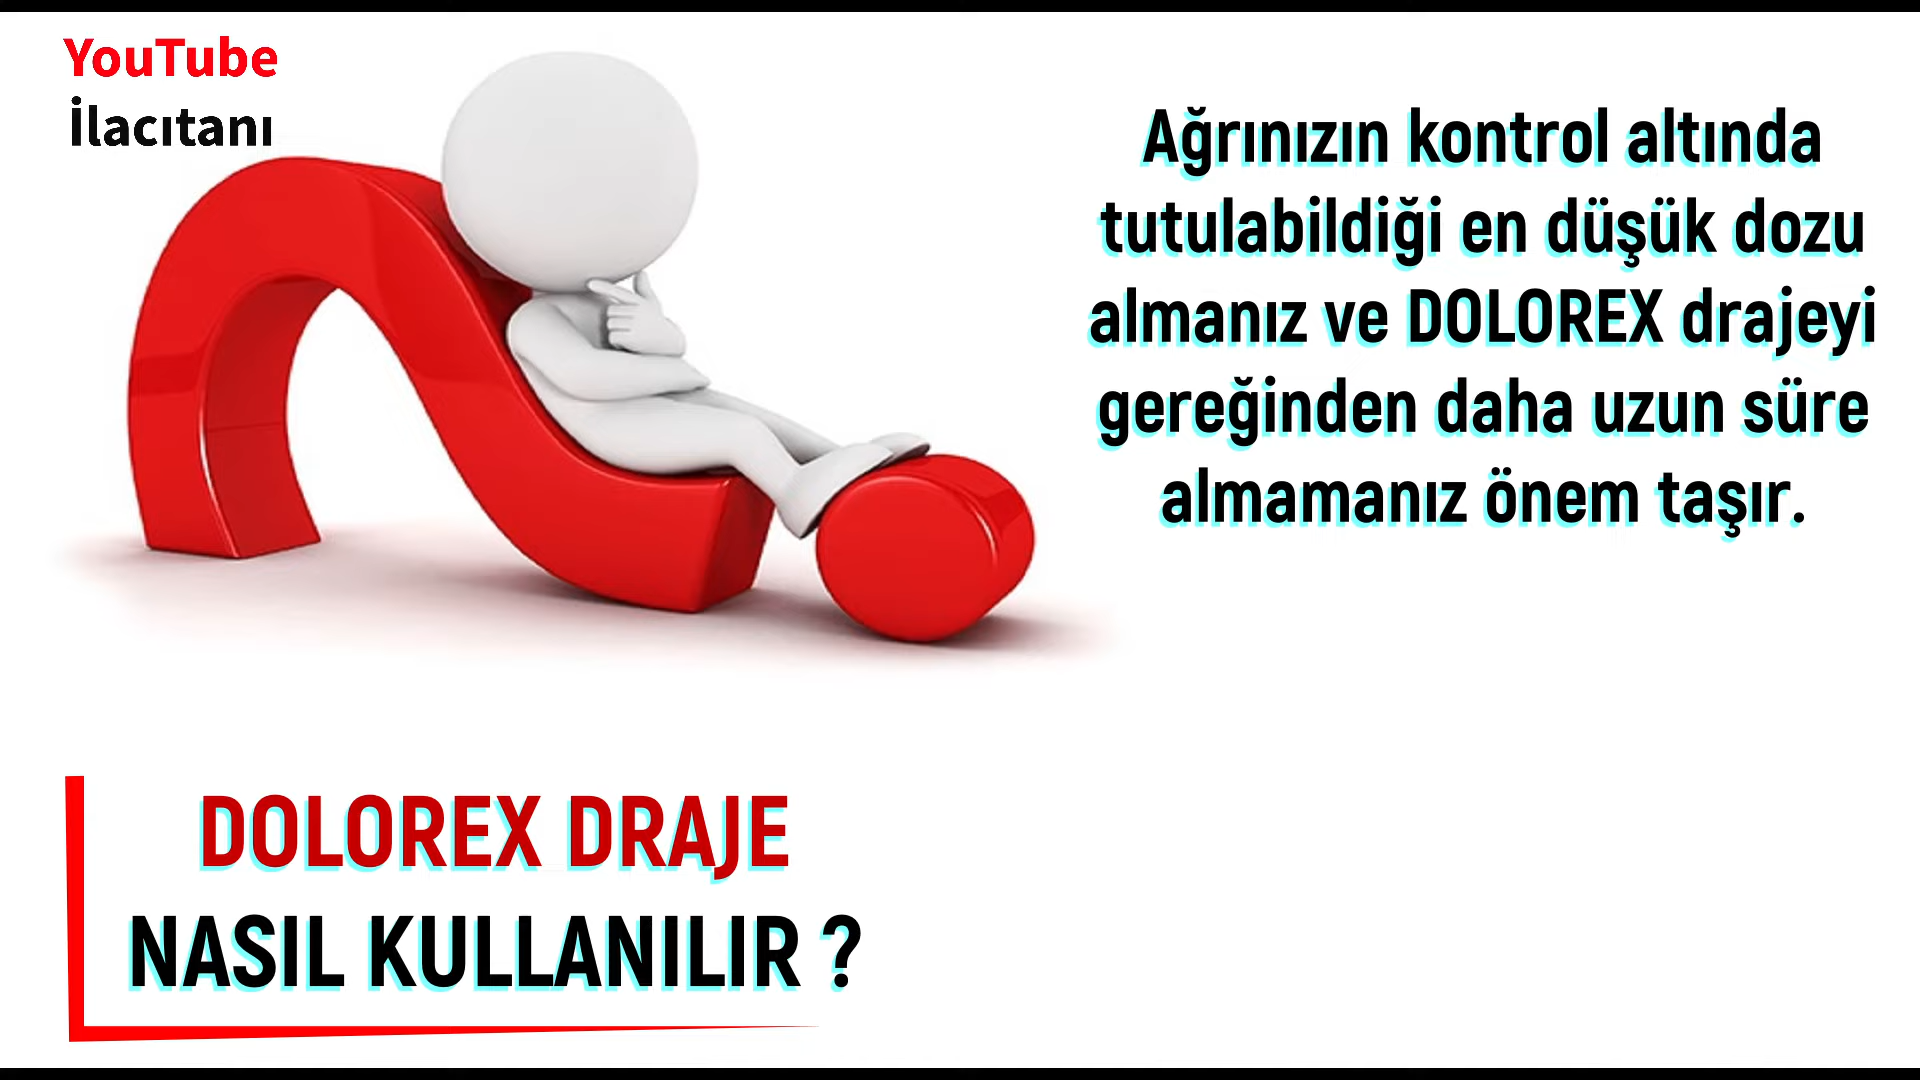 YouTube
İlacıtanı
Ağrınızın kontrol altında
tutulabildiği en düşük dozu
almanız ve DOLOREX drajeyi
gereğinden daha uzun süre
almamanız önem taşır.
DOLOREX DRAJE
NASIL KULLANILIR ?